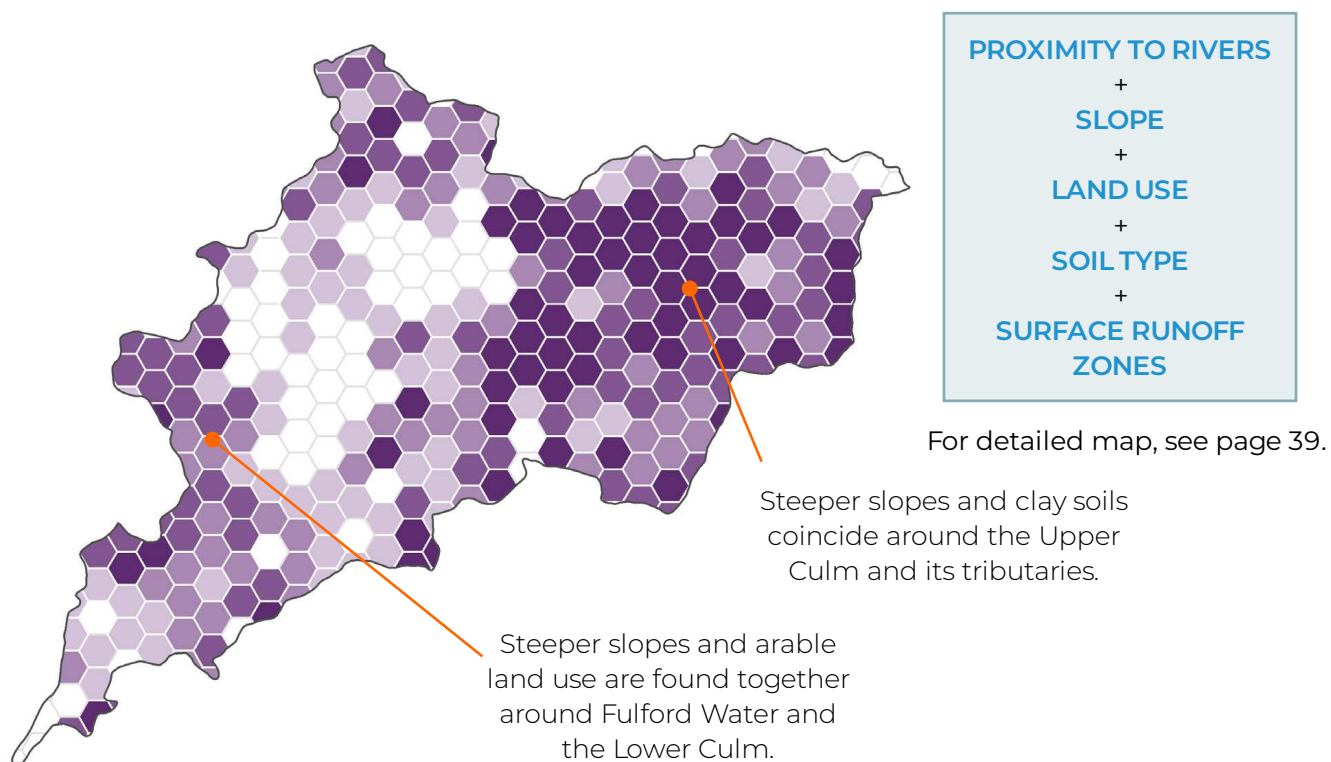 PROXIMITY TO RIVERS
+
SLOPE
+
LAND USE
+
SOIL TYPE
+
SURFACE RUNOFF
ZONES
For detailed map, see page 39.
Steeper slopes and clay soils
coincide around the Upper
Culm and its tributaries.
Steeper slopes and arable
land use are found together
around Fulford Water and
the Lower Culm.